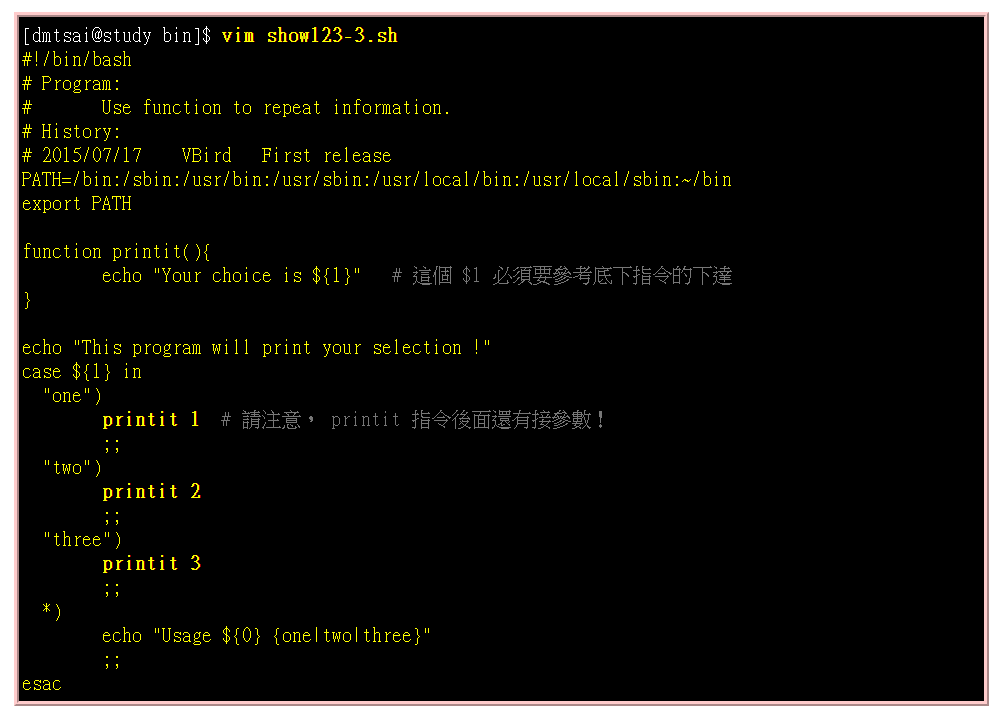 [dmtsai@study bin]$ vim show123-3.sh
#!/bin/bash
# Program:
#       Use function to repeat information.
# History:
# 2015/07/17    VBird   First release
PATH=/bin:/sbin:/usr/bin:/usr/sbin:/usr/local/bin:/usr/local/sbin:~/bin
export PATH

function printit(){
        echo "Your choice is ${1}"   # 這個 $1 必須要參考底下指令的下達
}

echo "This program will print your selection !"
case ${1} in
  "one")
        printit 1  # 請注意， printit 指令後面還有接參數！
        ;;
  "two")
        printit 2
        ;;
  "three")
        printit 3
        ;;
  *)
        echo "Usage ${0} {one|two|three}"
        ;;
esac